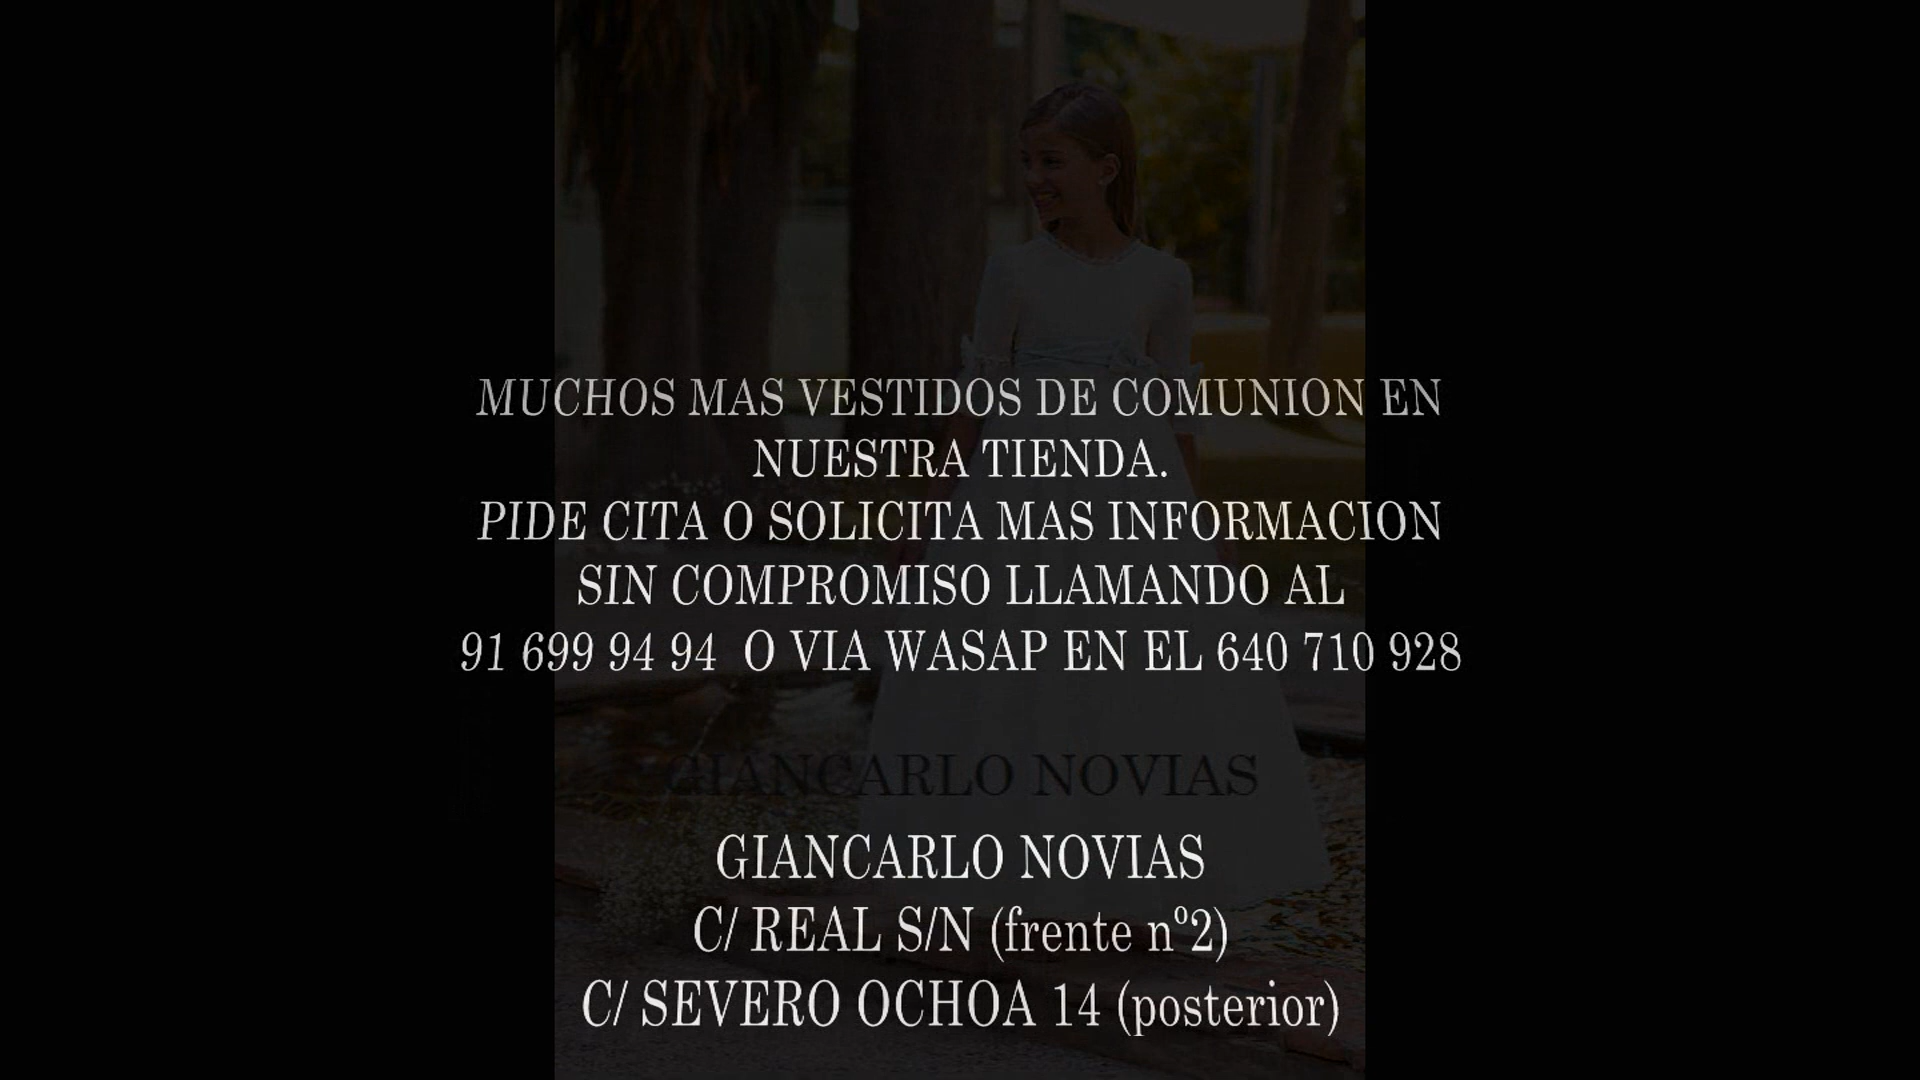 MUCHOS MAS VESTIDOS DE COMUNION EN
NUESTRA TIENDA.
PIDE CITA O SOLICITA MAS INFORMACION
SIN COMPROMISO LLAMANDO AL
91 699 94 94 O VIA WASAP EN EL 640 710 928
GIANCARLO NOVIAS
GIANCARLO NOVIAS
C/ REAL S/N (frente nº2)
C/ SEVERO OCHOA 14 (posterior)